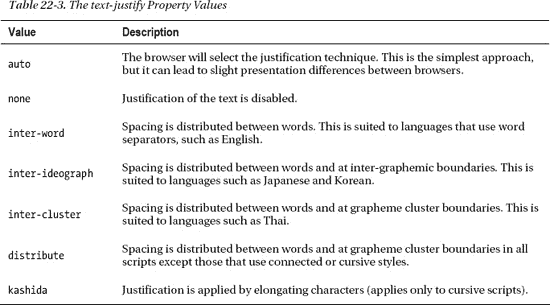 Table 22-3. The text-justify Property Values
Value Description
auto The browser will select the justification technique. This is the simplest approach,
but it can lead to slight presentation differences between browsers.
none Justification of the text is disabled.
inter-word Spacing is distributed between words. This is suited to languages that use word
separators, such as English.
inter-ideograph Spacing is distributed between words and at inter-graphemic boundaries. This is
suited to languages such as Japanese and Korean.
inter-cluster Spacing is distributed between words and at grapheme cluster boundaries. This is
suited to languages such as Thai.
distribute Spacing is distributed between words and at grapheme cluster boundaries in all
scripts except those that use connected or cursive styles.
kashida Justification is applied by elongating characters (applies only to cursive scripts).